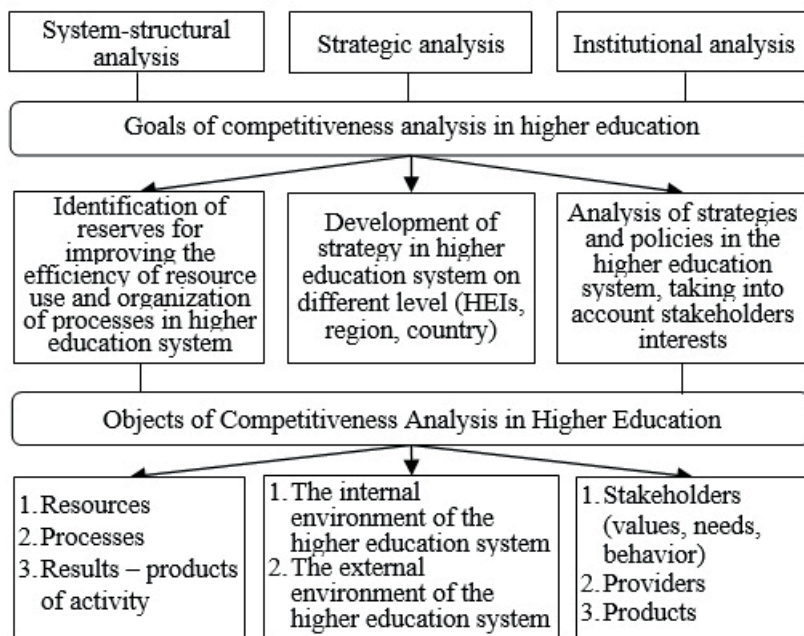 System-structural
analysis
Strategic analysis
Institutional analysis
Goals of competitiveness analysis in higher education
Identification of
reserves for
improving the
efficiency of resource
use and organization
of processes in higher
education system
Development of
strategy in higher
education system on
different level (HEIs,
region, country)
Analysis of strategies
and policies in the
higher education
system, taking into
account stakeholders
interests
Objects of Competitiveness Analysis in Higher Education
1. Resources
2. Processes
3. Results – products
of activity
1. The internal
environment of the
higher education system
2. The external
environment of the
higher education system
1. Stakeholders
(values, needs,
behavior)
2. Providers
3. Products